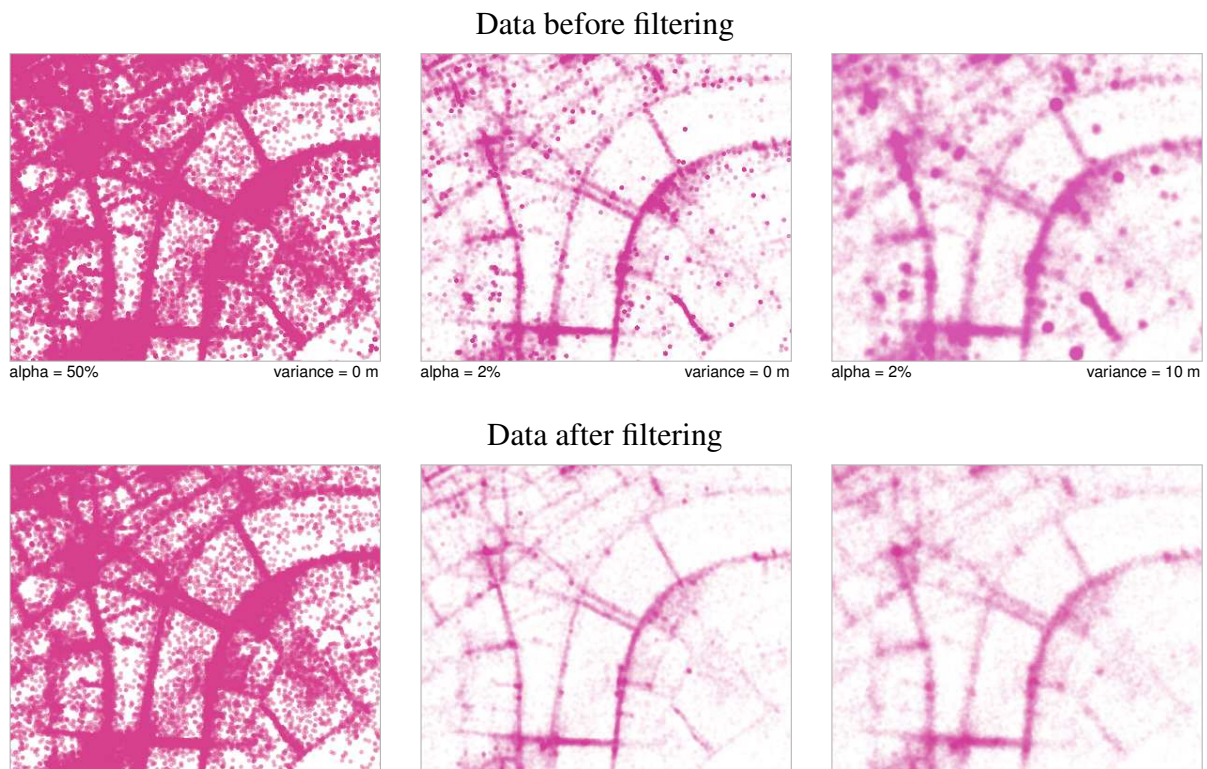 Data before filtering
alpha = 50% variance = 0 m
alpha = 2% variance = 0 m
alpha = 2% variance = 10 m
Data after filtering